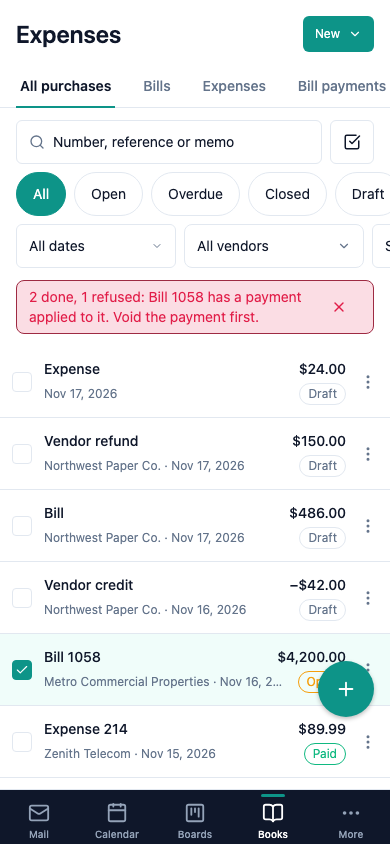 Expenses
New
All purchases Bills Expenses Bill payments
Number, reference or memo
All Open Overdue Closed Draft
All dates All vendors
2 done, 1 refused: Bill 1058 has a payment
applied to it. Void the payment first.
Expense $24.00
Nov 17, 2026 Draft
Vendor refund $150.00
Northwest Paper Co. · Nov 17, 2026 Draft
Bill $486.00
Northwest Paper Co. · Nov 17, 2026 Draft
Vendor credit –$42.00
Northwest Paper Co. · Nov 16, 2026 Draft
Bill 1058 $4,200.00
Metro Commercial Properties · Nov 16, 2...
Expense 214 $89.99
Zenith Telecom · Nov 15, 2026 Paid
Mail Calendar Boards Books More